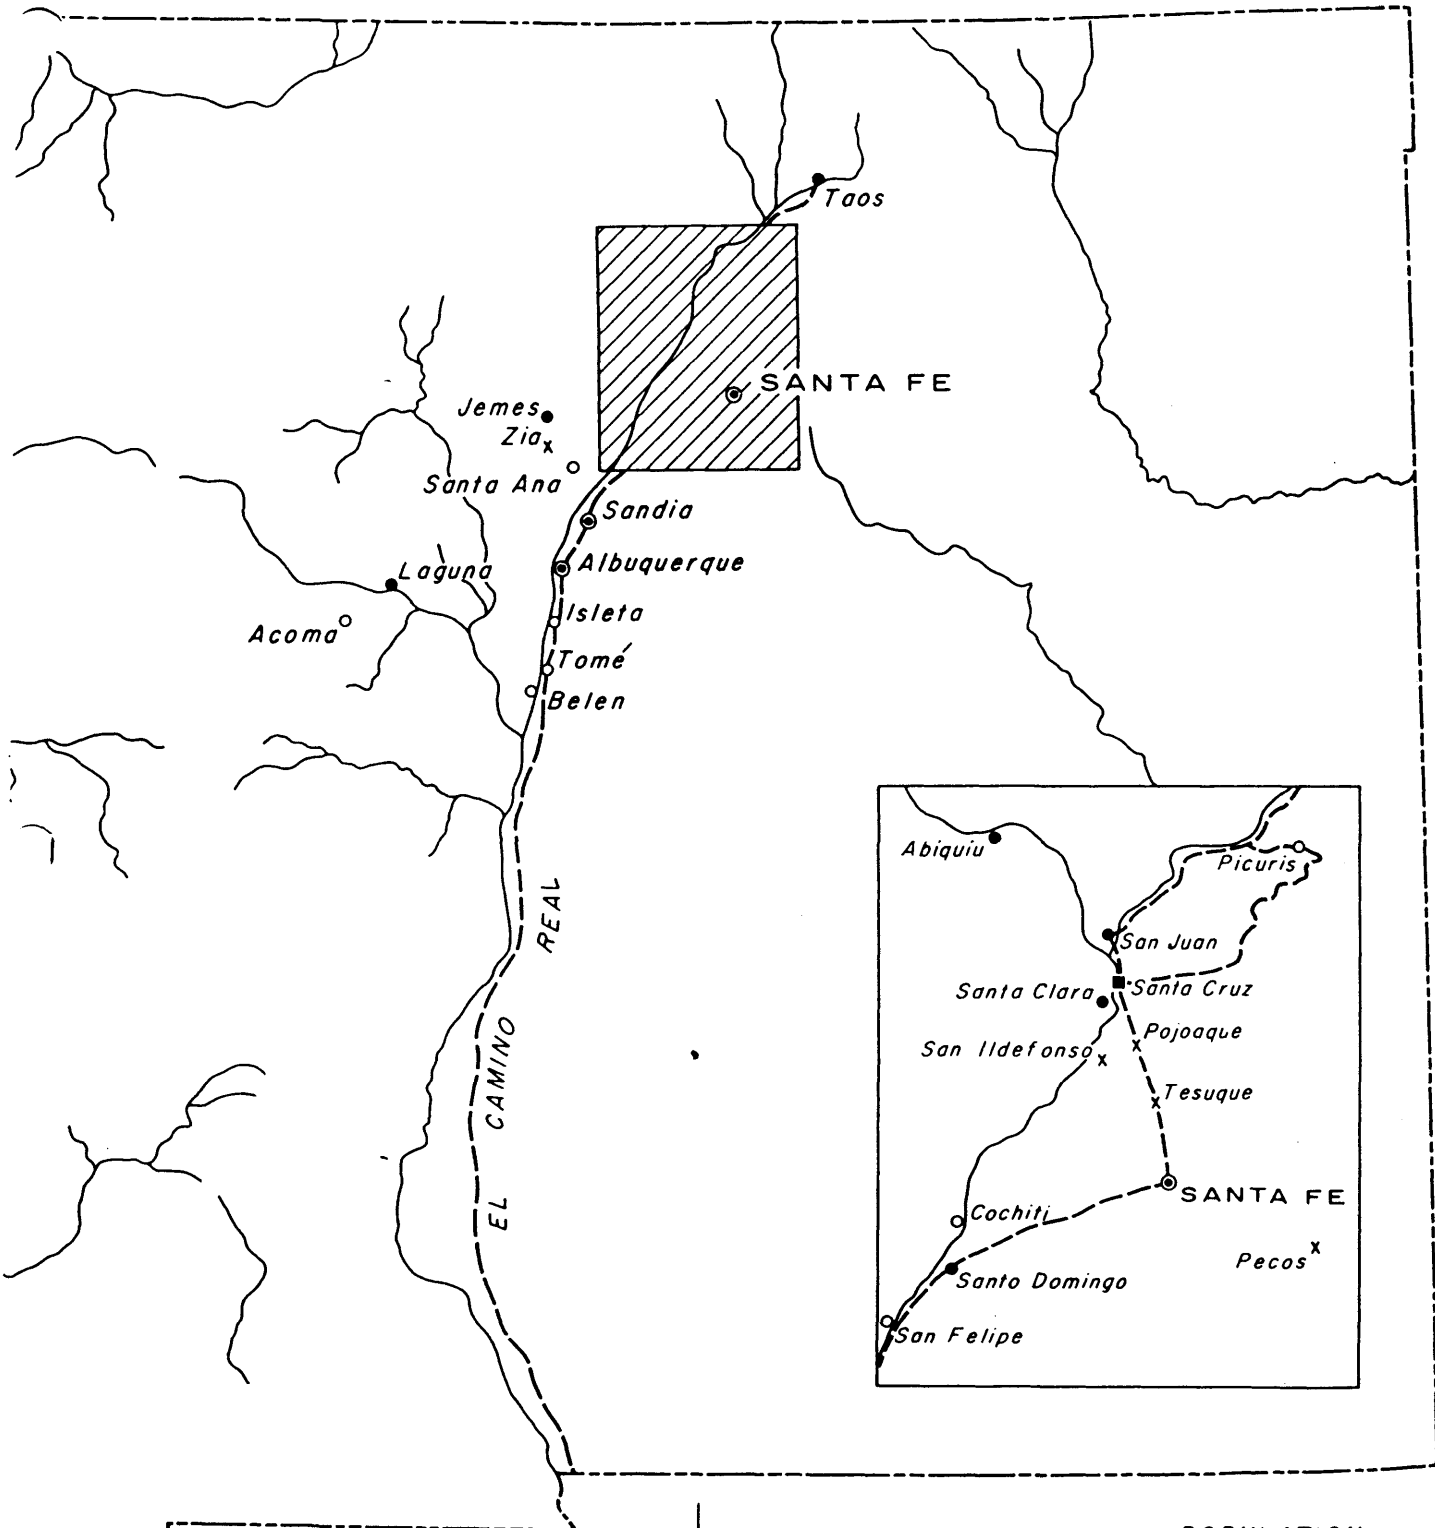 Taos
SANTA FE
Jemes
Zia
Santa Ana
Sandia
Albuquerque
Laguna
Isleta
Acoma
Tomé
Belen
EL CAMINO REAL
Abiquiu
Picuris
San Juan
Santa Clara
Santa Cruz
Pojoaque
San Ildefonso
Tesuque
SANTA FE
Cochiti
Pecos
Santo Domingo
San Felipe